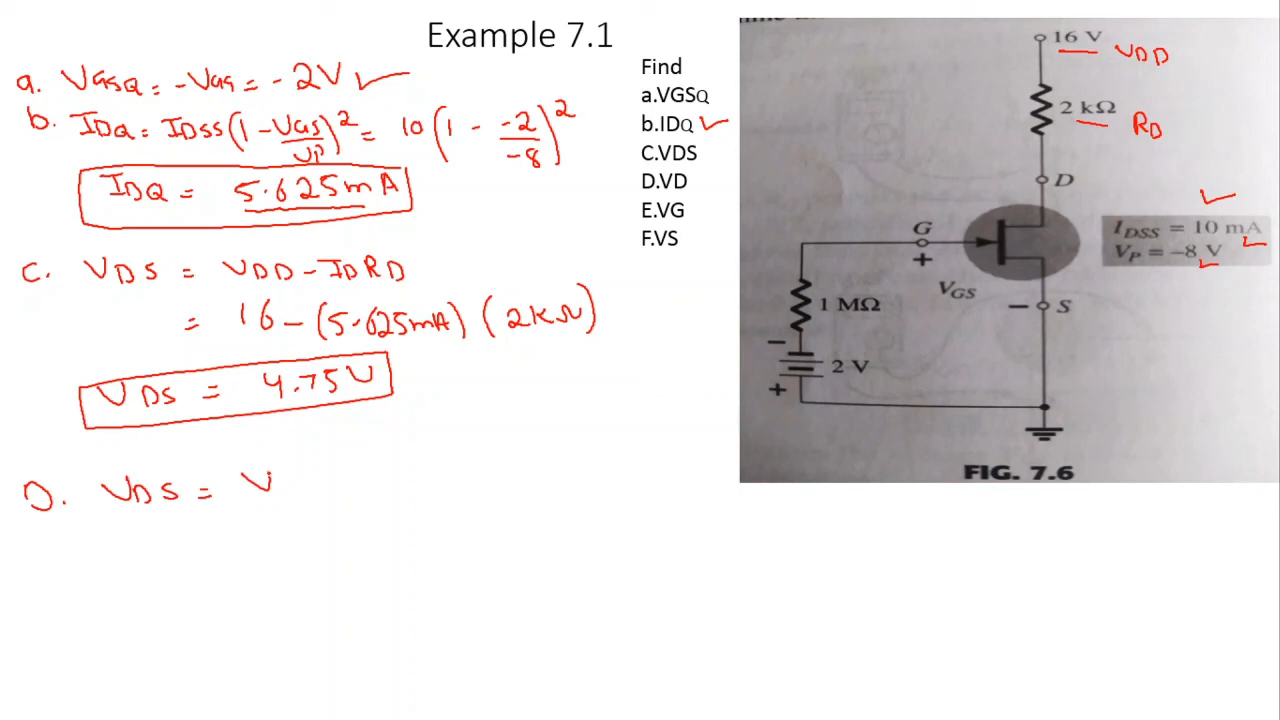 Example 7.1
a. VGSQ = -VGG = -2V
b. IDQ = IDSS(1 - VGS/VP)² = 10(1 - -2/-8)²
IDQ = 5.625mA
C. VDS = VDD - IDRD
= 16 - (5.625mA) (2kΩ)
VDS = 4.75V
D. VDS = V
Find
a.VGSQ
b.IDQ
C.VDS
D.VD
E.VG
F.VS
16 V
VDD
2 kΩ
RD
D
G
+
VGS
IDSS = 10 mA
VP = -8 V
1 MΩ
- S
-
2 V
+
FIG. 7.6